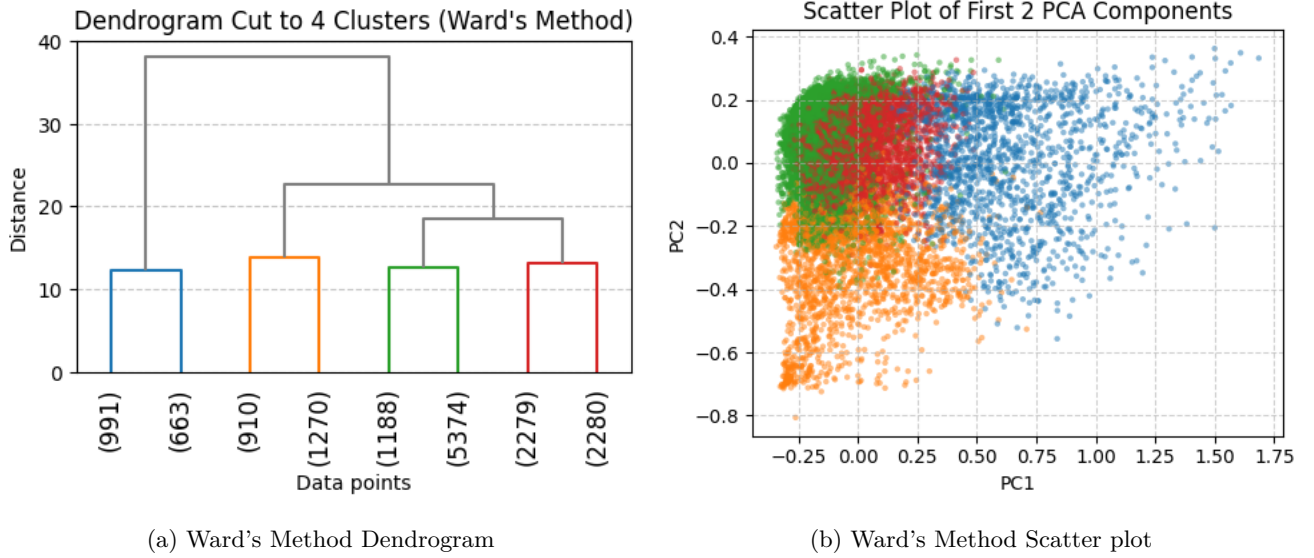 Dendrogram Cut to 4 Clusters (Ward's Method)
40
30
20
10
0
Distance
(991)
(663)
(910)
(1270)
(1188)
(5374)
(2279)
(2280)
Data points
(a) Ward's Method Dendrogram
Scatter Plot of First 2 PCA Components
0.4
0.2
0.0
−0.2
−0.4
−0.6
−0.8
PC2
−0.25 0.00 0.25 0.50 0.75 1.00 1.25 1.50 1.75
PC1
(b) Ward's Method Scatter plot